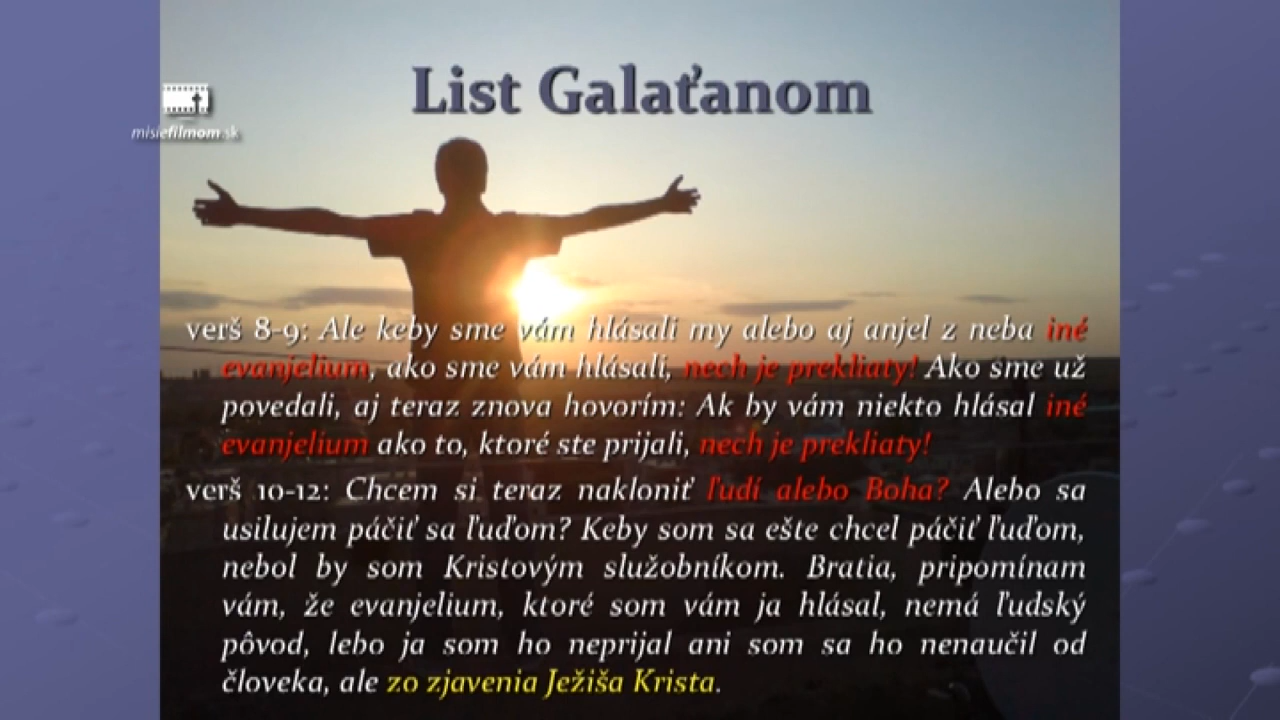 List Galaťanom
misiefilmom.sk
verš 8-9: Ale keby sme vám hlásali my alebo aj anjel z neba iné
evanjelium, ako sme vám hlásali, nech je prekliaty! Ako sme už
povedali, aj teraz znova hovorím: Ak by vám niekto hlásal iné
evanjelium ako to, ktoré ste prijali, nech je prekliaty!
verš 10-12: Chcem si teraz nakloniť ľudí alebo Boha? Alebo sa
usilujem páčiť sa ľuďom? Keby som sa ešte chcel páčiť ľuďom,
nebol by som Kristovým služobníkom. Bratia, pripomínam
vám, že evanjelium, ktoré som vám ja hlásal, nemá ľudský
pôvod, lebo ja som ho neprijal ani som sa ho nenaučil od
človeka, ale zo zjavenia Ježiša Krista.